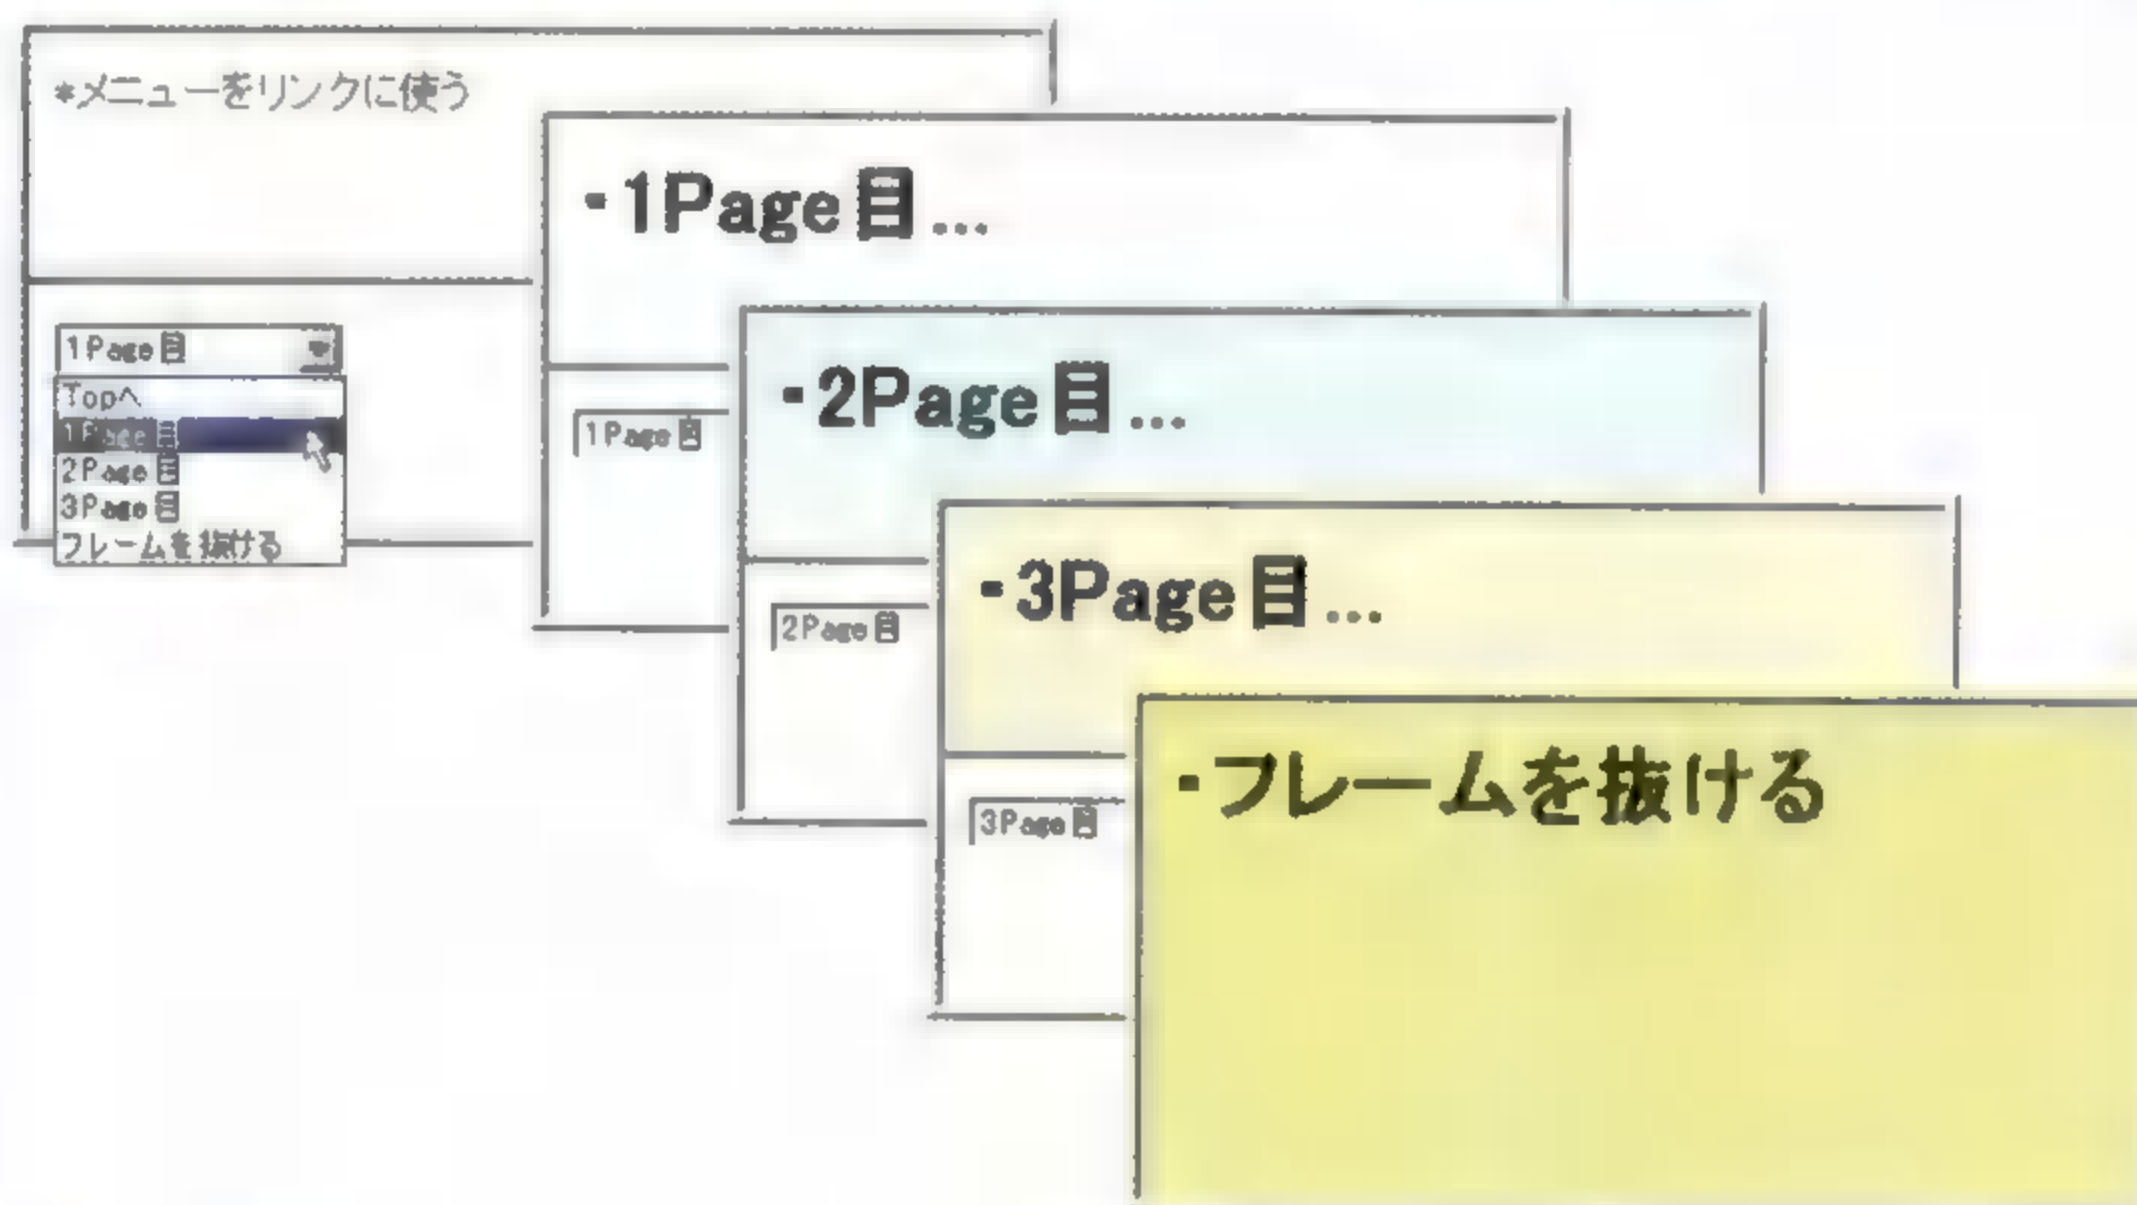 *メニューをリンクに使う
1Page目
Topへ
1Page目
2Page目
3Page目
フレームを抜ける
・1Page目...
1Page目
・2Page目...
2Page目
・3Page目...
3Page目
・フレームを抜ける